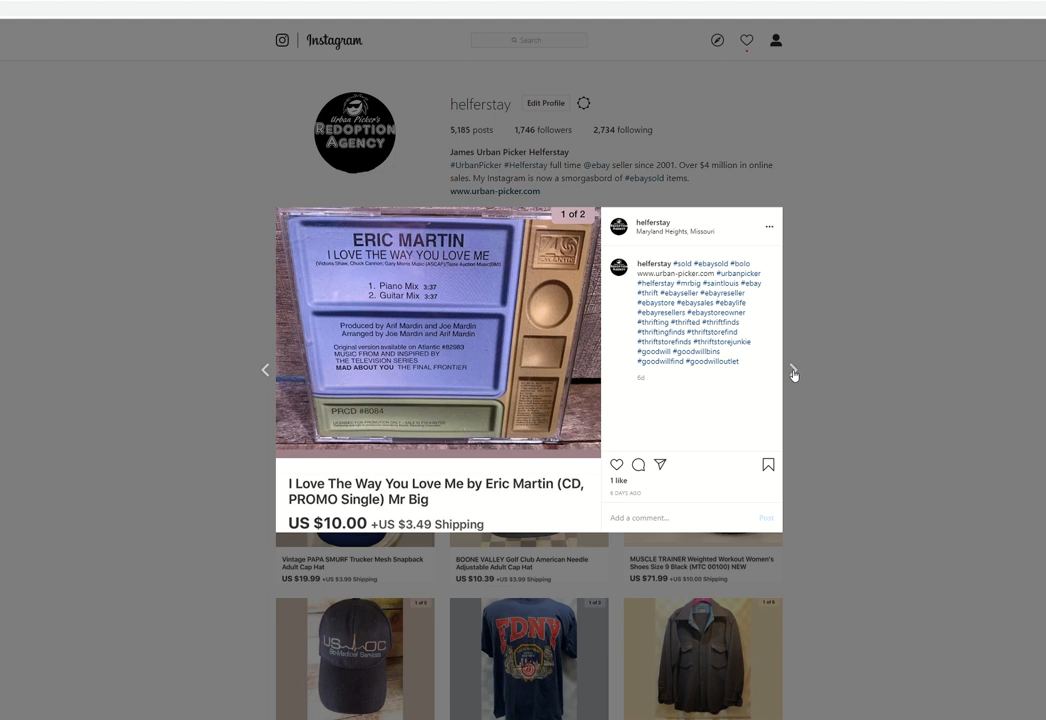 Instagram
Search
helferstay
Edit Profile
5,185 posts 1,746 followers 2,734 following
James Urban Picker Helferstay
#UrbanPicker #Helferstay full time @ebay seller since 2001. Over $4 million in online
sales. My Instagram is now a smorgasbord of #ebaysold items.
www.urban-picker.com
Urban Picker's
REDOPTION
AGENCY
1 of 2
ERIC MARTIN
I LOVE THE WAY YOU LOVE ME
1. Piano Mix 3:37
2. Guitar Mix 3:37
Produced by Arif Mardin and Joe Mardin
Arranged by Joe Mardin and Arif Mardin
Original version available on Atlantic #82983
MUSIC FROM AND INSPIRED BY
THE TELEVISION SERIES
MAD ABOUT YOU THE FINAL FRONTIER
PRCD #8084
ATLANTIC
I Love The Way You Love Me by Eric Martin (CD,
PROMO Single) Mr Big
US $10.00 +US $3.49 Shipping
helferstay
Maryland Heights, Missouri
helferstay #sold #ebaysold #bolo
www.urban-picker.com #urbanpicker
#helferstay #mrbig #saintlouis #ebay
#thrift #ebayseller #ebayreseller
#ebaystore #ebaysales #ebaylife
#ebayresellers #ebaystoreowner
#thrifting #thrifted #thriftfinds
#thriftingfinds #thriftstorefind
#thriftstorefinds #thriftstorejunkie
#goodwill #goodwillbins
#goodwillfind #goodwilloutlet
6d
1 like
6 DAYS AGO
Add a comment...
Post
Vintage PAPA SMURF Trucker Mesh Snapback
Adult Cap Hat
US $19.99 +US $3.99 Shipping
BOONE VALLEY Golf Club American Needle
Adjustable Adult Cap Hat
US $10.39 +US $3.99 Shipping
MUSCLE TRAINER Weighted Workout Women's
Shoes Size 9 Black (MTC 00100) NEW
US $71.99 +US $10.00 Shipping
Bio Medical Services
FDNY